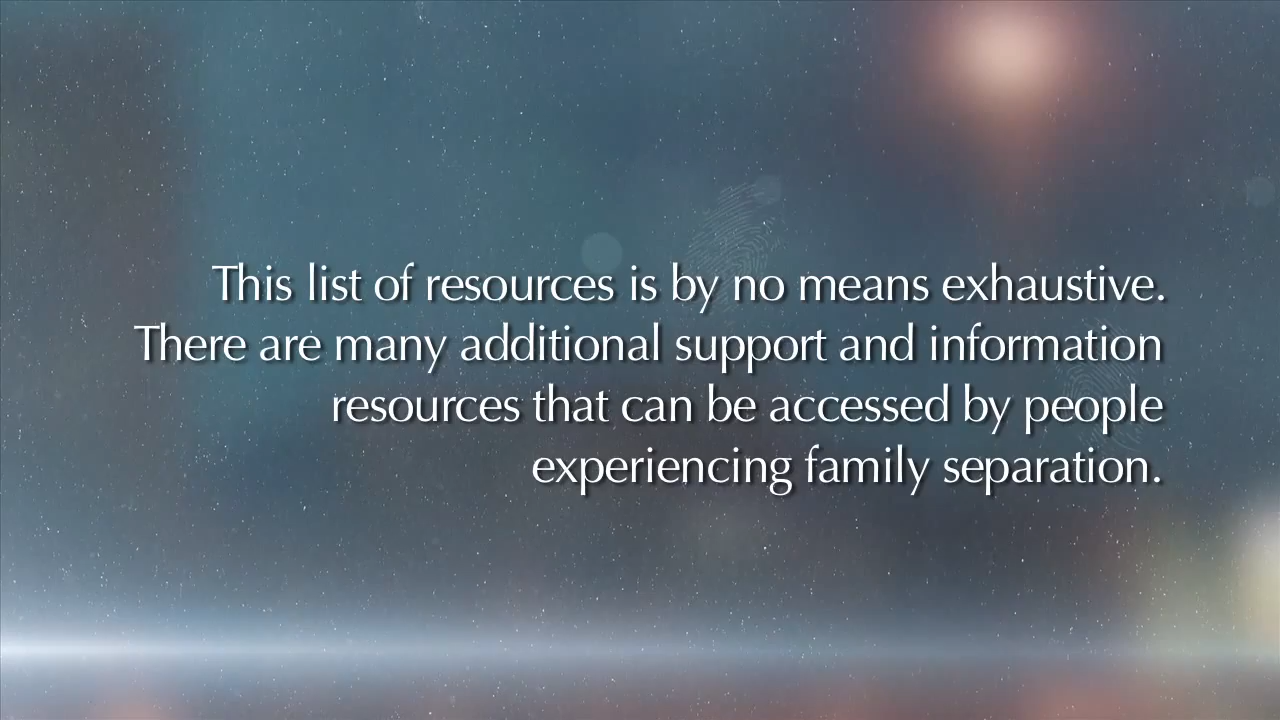 This list of resources is by no means exhaustive.
There are many additional support and information
resources that can be accessed by people
experiencing family separation.